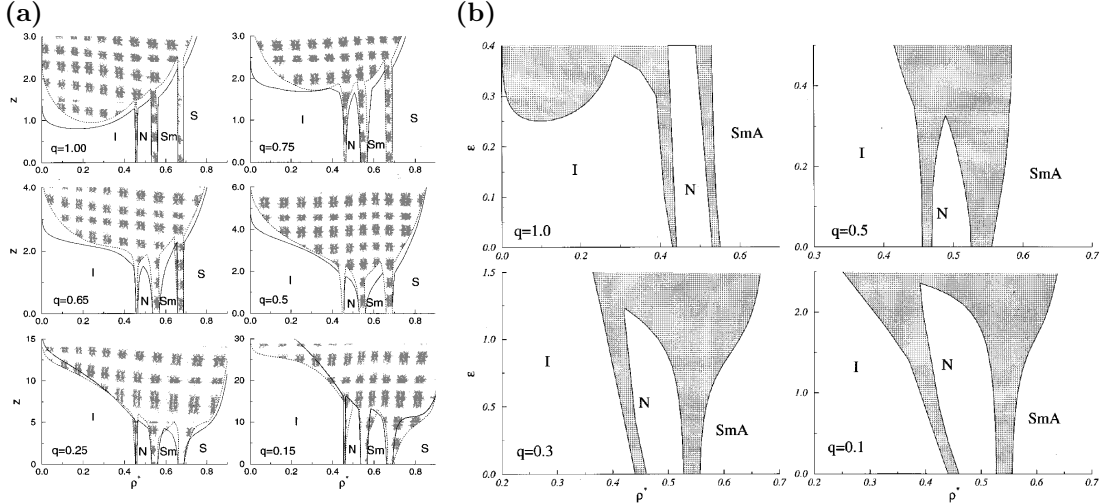 (a)
3.0
2.0
z
1.0
0.0
I
N
Sm
S
q=1.00
0.0 0.2 0.4 0.6 0.8
3.0
2.0
1.0
0.0
I
N
Sm
S
q=0.75
0.0 0.2 0.4 0.6 0.8
4.0
z
2.0
0.0
I
N
Sm
S
q=0.65
0.0 0.2 0.4 0.6 0.8
6.0
4.0
2.0
0.0
I
N
Sm
S
q=0.5
0.0 0.2 0.4 0.6 0.8
15
10
z
5
0
I
N
Sm
S
q=0.25
0.0 0.2 0.4 0.6 0.8
ρ*
30
20
10
0
I
N
Sm
S
q=0.15
0.0 0.2 0.4 0.6 0.8
ρ*
(b)
0.4
0.3
ε
0.2
0.1
0.0
I
N
SmA
q=1.0
0.0 0.2 0.4 0.6
0.5
0.4
0.2
0.0
I
N
SmA
q=0.5
0.3 0.4 0.5 0.6 0.7
1.5
1.0
ε
0.5
0.0
I
N
SmA
q=0.3
0.2 0.3 0.4 0.5 0.6 0.7
ρ*
2.0
1.0
0.0
I
N
SmA
q=0.1
0.2 0.3 0.4 0.5 0.6 0.7
ρ*